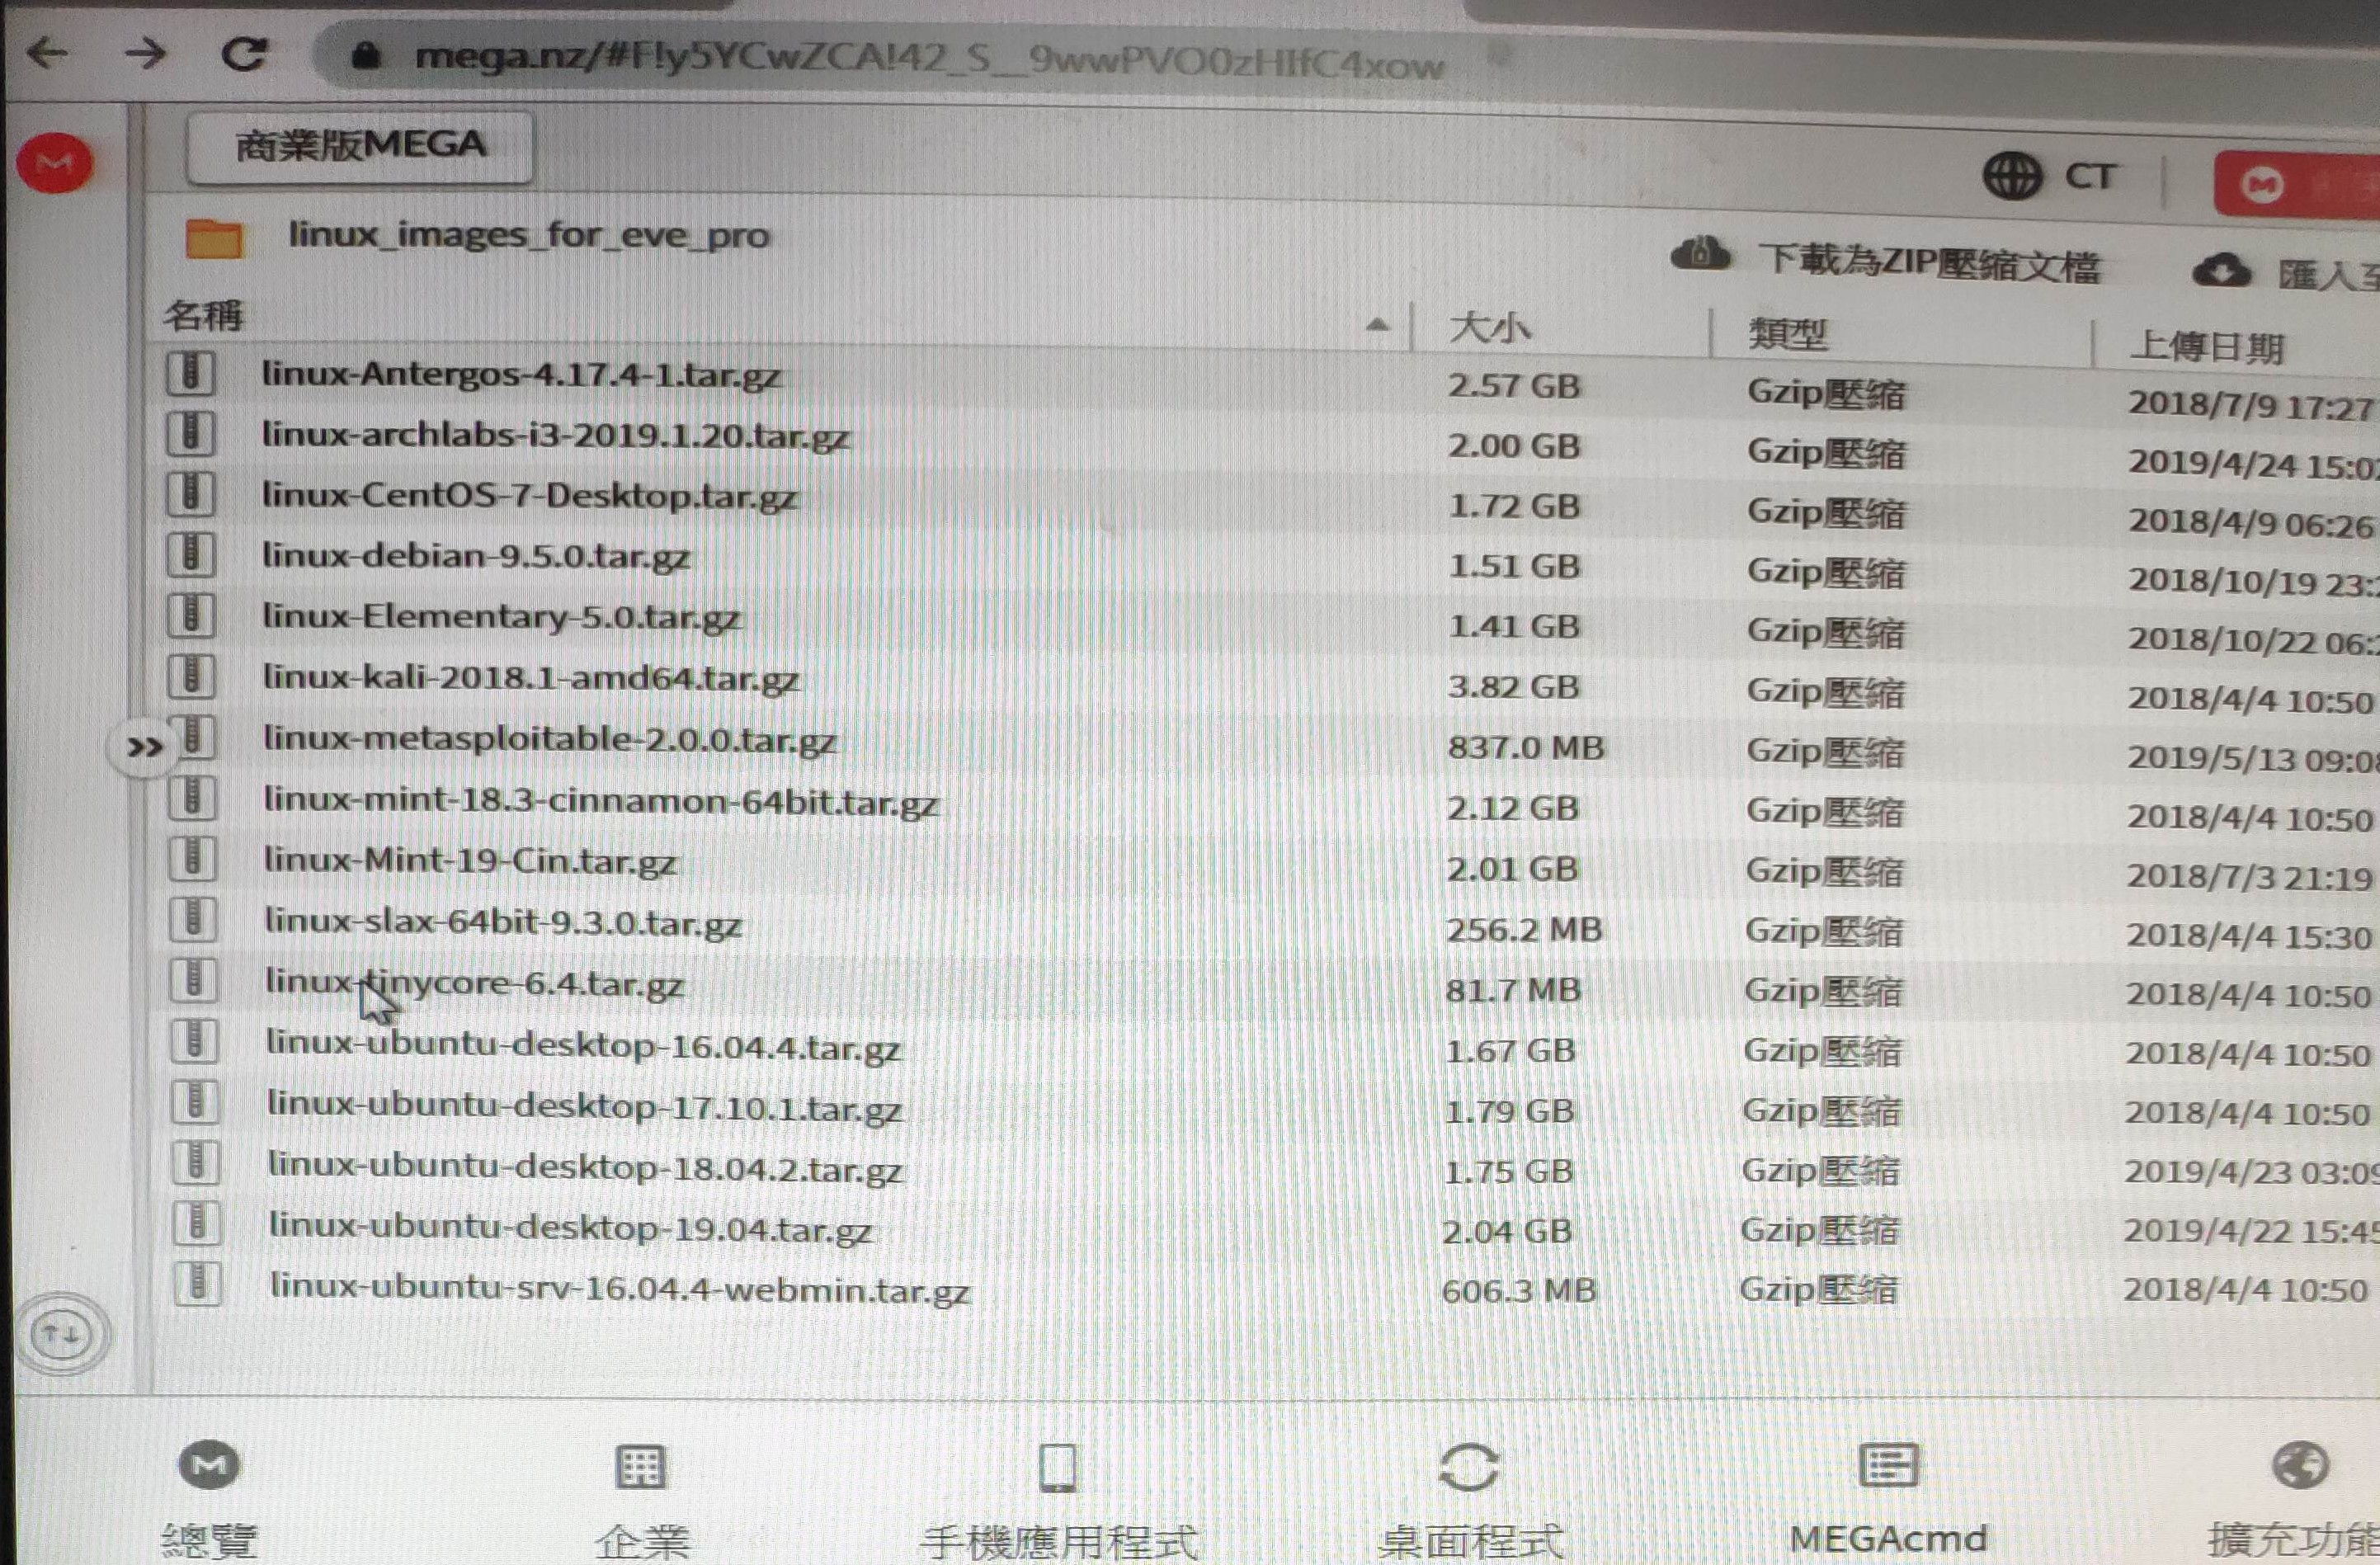 mega.nz/#F!y5YCwZCA!42_S__9wwPVO0zHIfC4xow
商業版MEGA
CT
linux_images_for_eve_pro
下載為ZIP壓縮文檔
匯入至
名稱 大小 類型 上傳日期
linux-Antergos-4.17.4-1.tar.gz 2.57 GB Gzip壓縮 2018/7/9 17:27
linux-archlabs-i3-2019.1.20.tar.gz 2.00 GB Gzip壓縮 2019/4/24 15:02
linux-CentOS-7-Desktop.tar.gz 1.72 GB Gzip壓縮 2018/4/9 06:26
linux-debian-9.5.0.tar.gz 1.51 GB Gzip壓縮 2018/10/19 23:
linux-Elementary-5.0.tar.gz 1.41 GB Gzip壓縮 2018/10/22 06:
linux-kali-2018.1-amd64.tar.gz 3.82 GB Gzip壓縮 2018/4/4 10:50
linux-metasploitable-2.0.0.tar.gz 837.0 MB Gzip壓縮 2019/5/13 09:08
linux-mint-18.3-cinnamon-64bit.tar.gz 2.12 GB Gzip壓縮 2018/4/4 10:50
linux-Mint-19-Cin.tar.gz 2.01 GB Gzip壓縮 2018/7/3 21:19
linux-slax-64bit-9.3.0.tar.gz 256.2 MB Gzip壓縮 2018/4/4 15:30
linux-tinycore-6.4.tar.gz 81.7 MB Gzip壓縮 2018/4/4 10:50
linux-ubuntu-desktop-16.04.4.tar.gz 1.67 GB Gzip壓縮 2018/4/4 10:50
linux-ubuntu-desktop-17.10.1.tar.gz 1.79 GB Gzip壓縮 2018/4/4 10:50
linux-ubuntu-desktop-18.04.2.tar.gz 1.75 GB Gzip壓縮 2019/4/23 03:09
linux-ubuntu-desktop-19.04.tar.gz 2.04 GB Gzip壓縮 2019/4/22 15:45
linux-ubuntu-srv-16.04.4-webmin.tar.gz 606.3 MB Gzip壓縮 2018/4/4 10:50
總覽 企業 手機應用程式 桌面程式 MEGAcmd 擴充功能